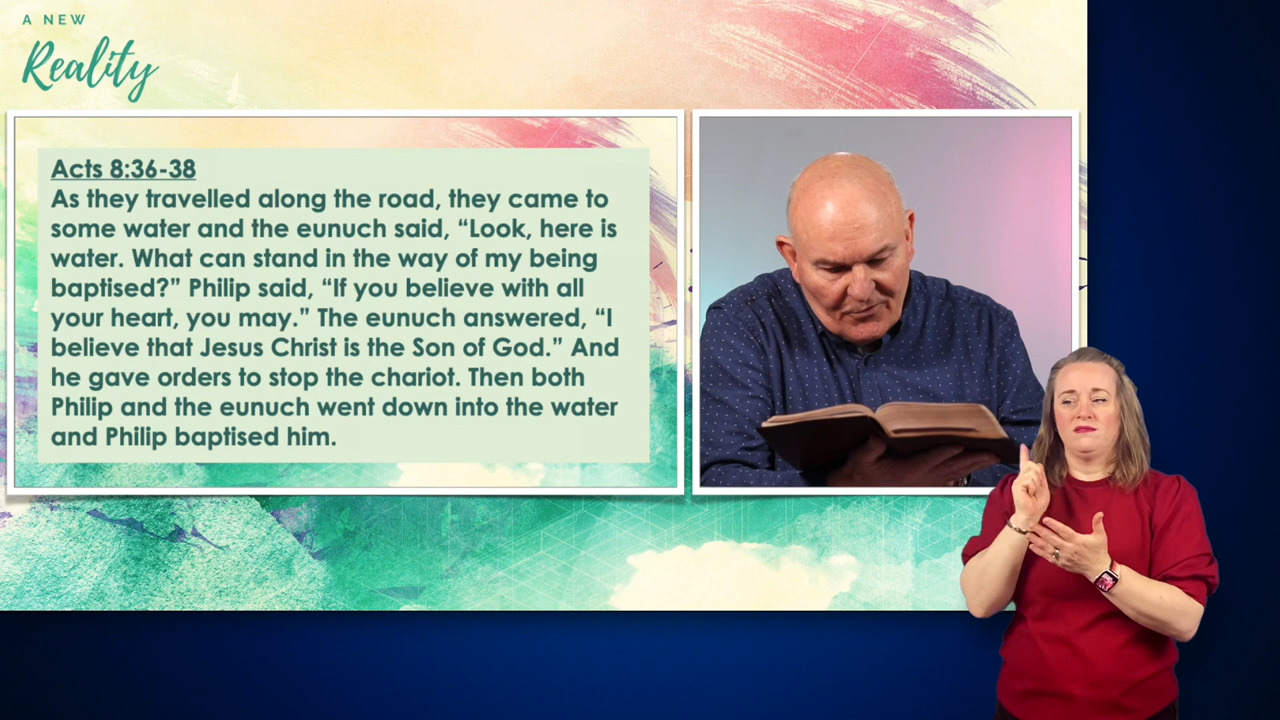 A NEW
Reality
Acts 8:36-38
As they travelled along the road, they came to
some water and the eunuch said, “Look, here is
water. What can stand in the way of my being
baptised?” Philip said, “If you believe with all
your heart, you may.” The eunuch answered, “I
believe that Jesus Christ is the Son of God.” And
he gave orders to stop the chariot. Then both
Philip and the eunuch went down into the water
and Philip baptised him.